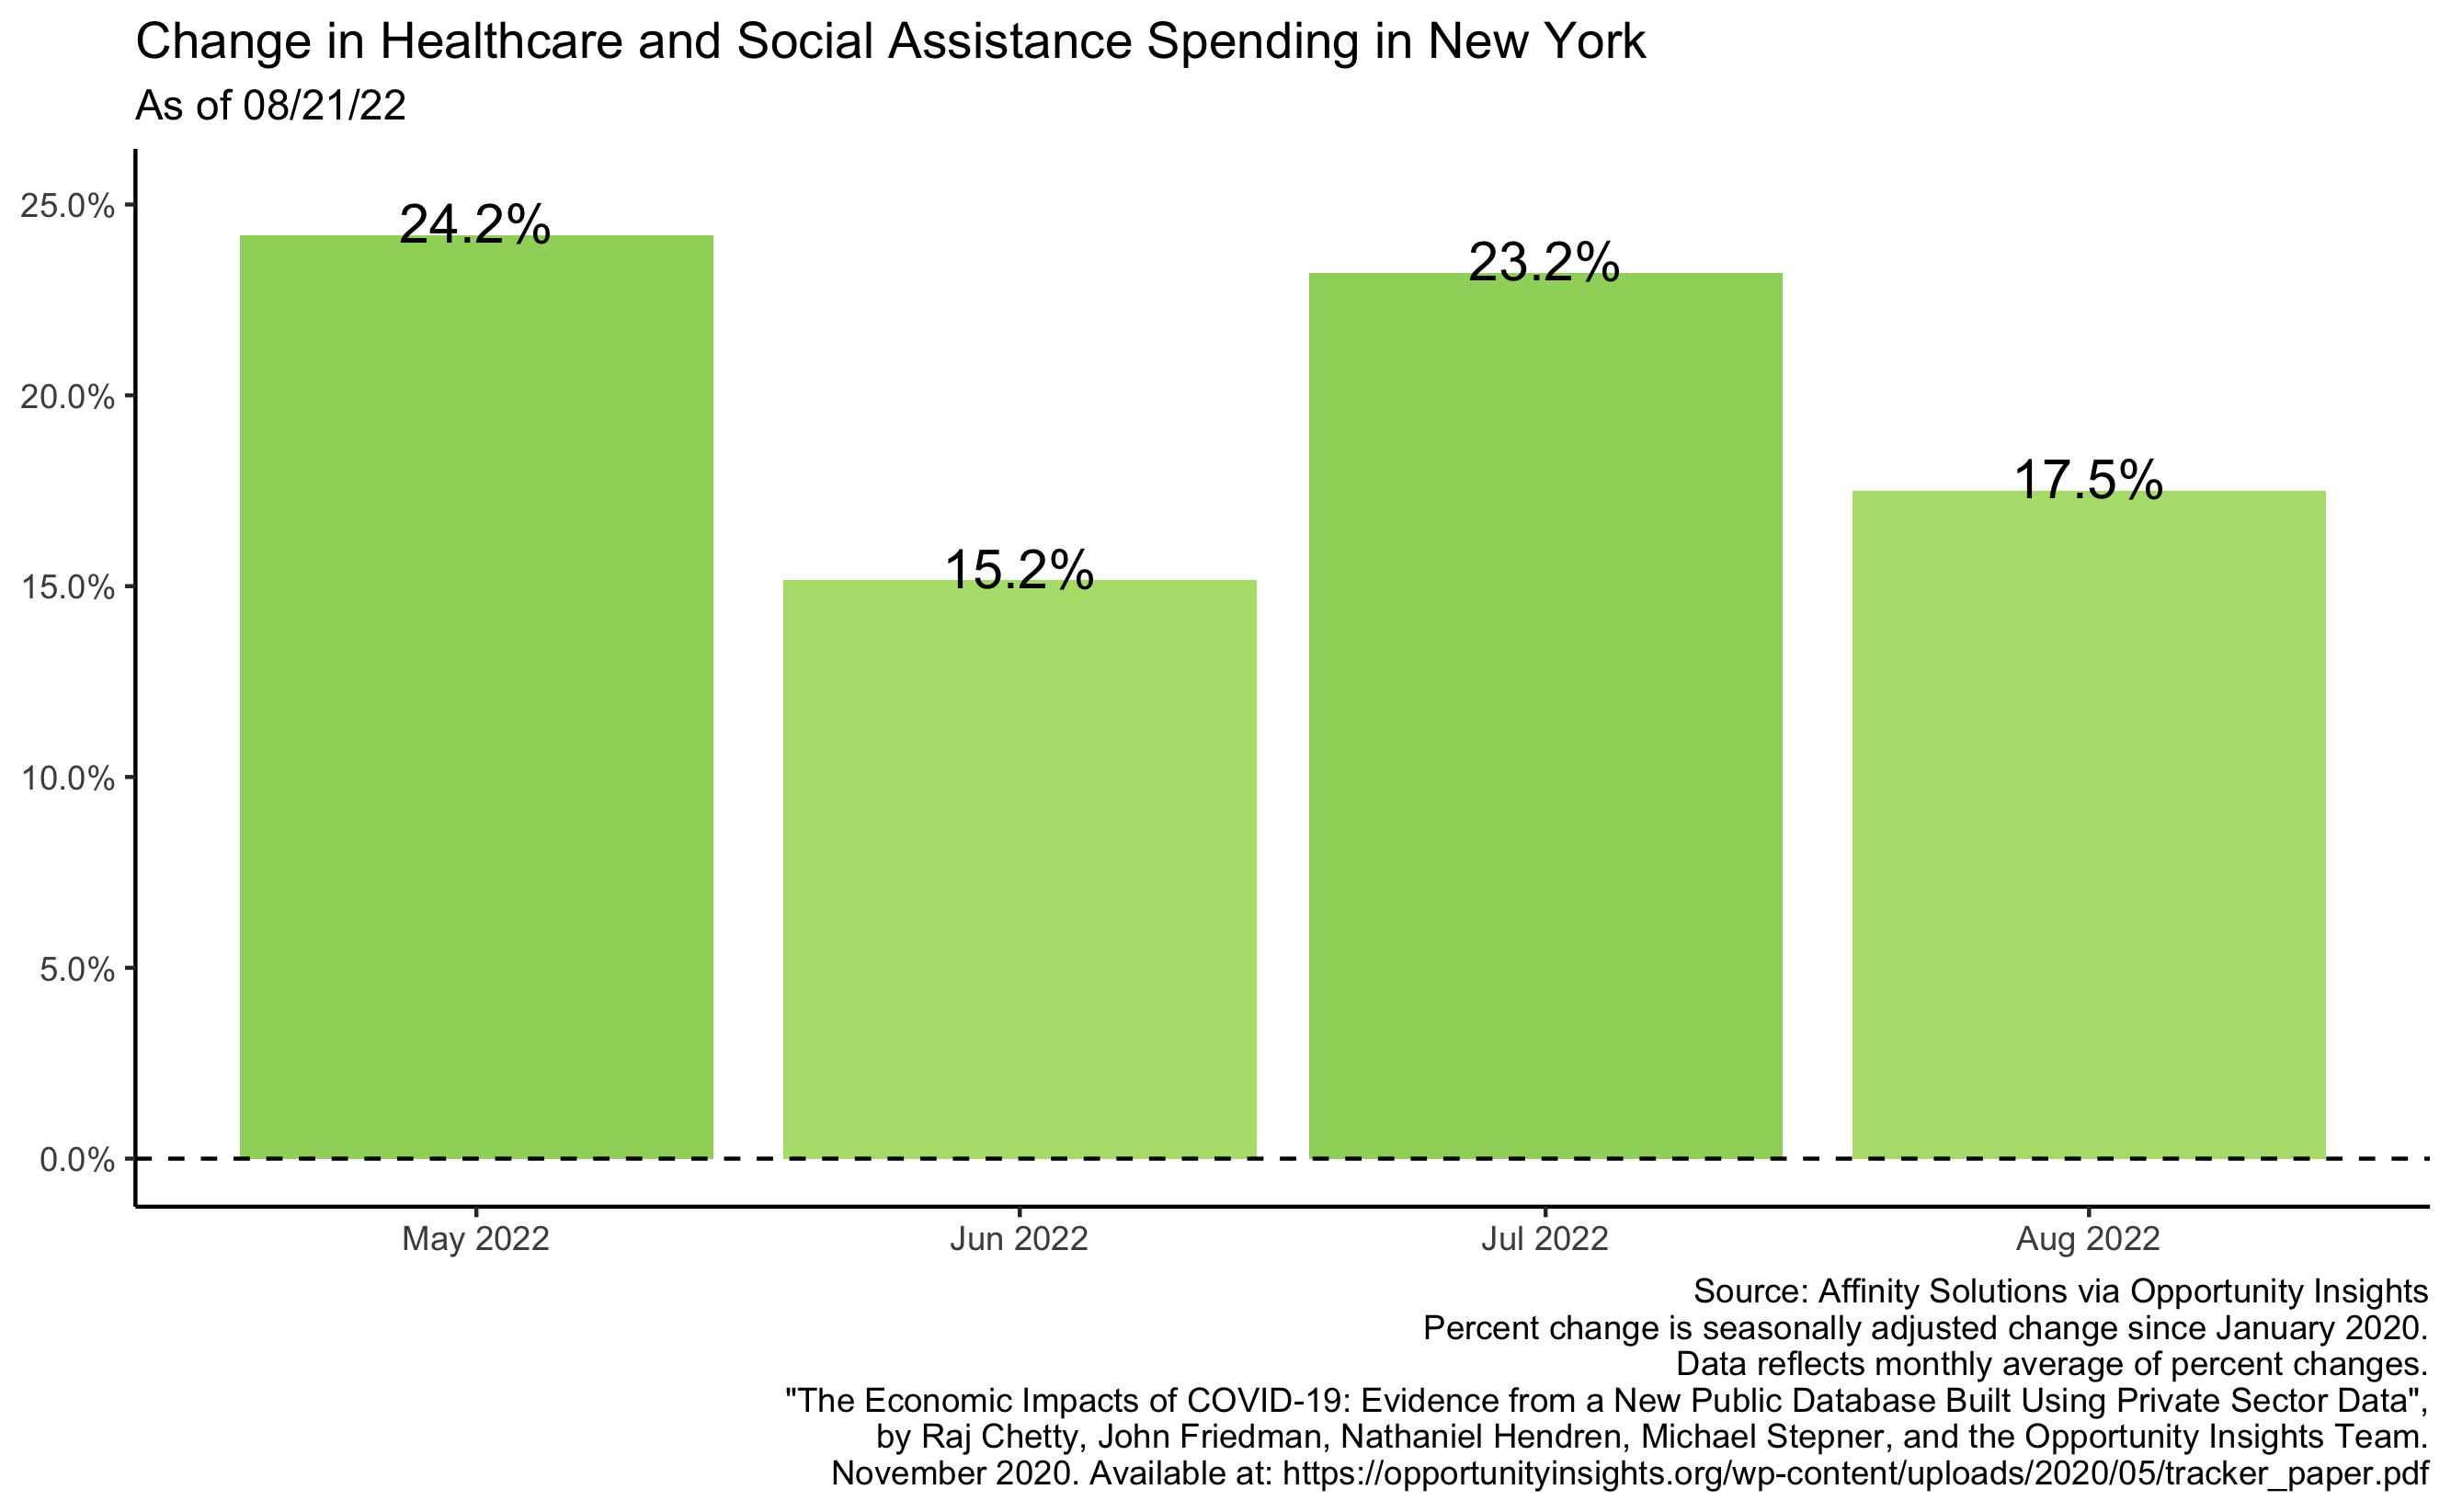 Change in Healthcare and Social Assistance Spending in New York
As of 08/21/22
25.0%
20.0%
15.0%
10.0%
5.0%
0.0%
24.2%
15.2%
23.2%
17.5%
May 2022
Jun 2022
Jul 2022
Aug 2022
Source: Affinity Solutions via Opportunity Insights
Percent change is seasonally adjusted change since January 2020.
Data reflects monthly average of percent changes.
"The Economic Impacts of COVID-19: Evidence from a New Public Database Built Using Private Sector Data",
by Raj Chetty, John Friedman, Nathaniel Hendren, Michael Stepner, and the Opportunity Insights Team.
November 2020. Available at: https://opportunityinsights.org/wp-content/uploads/2020/05/tracker_paper.pdf